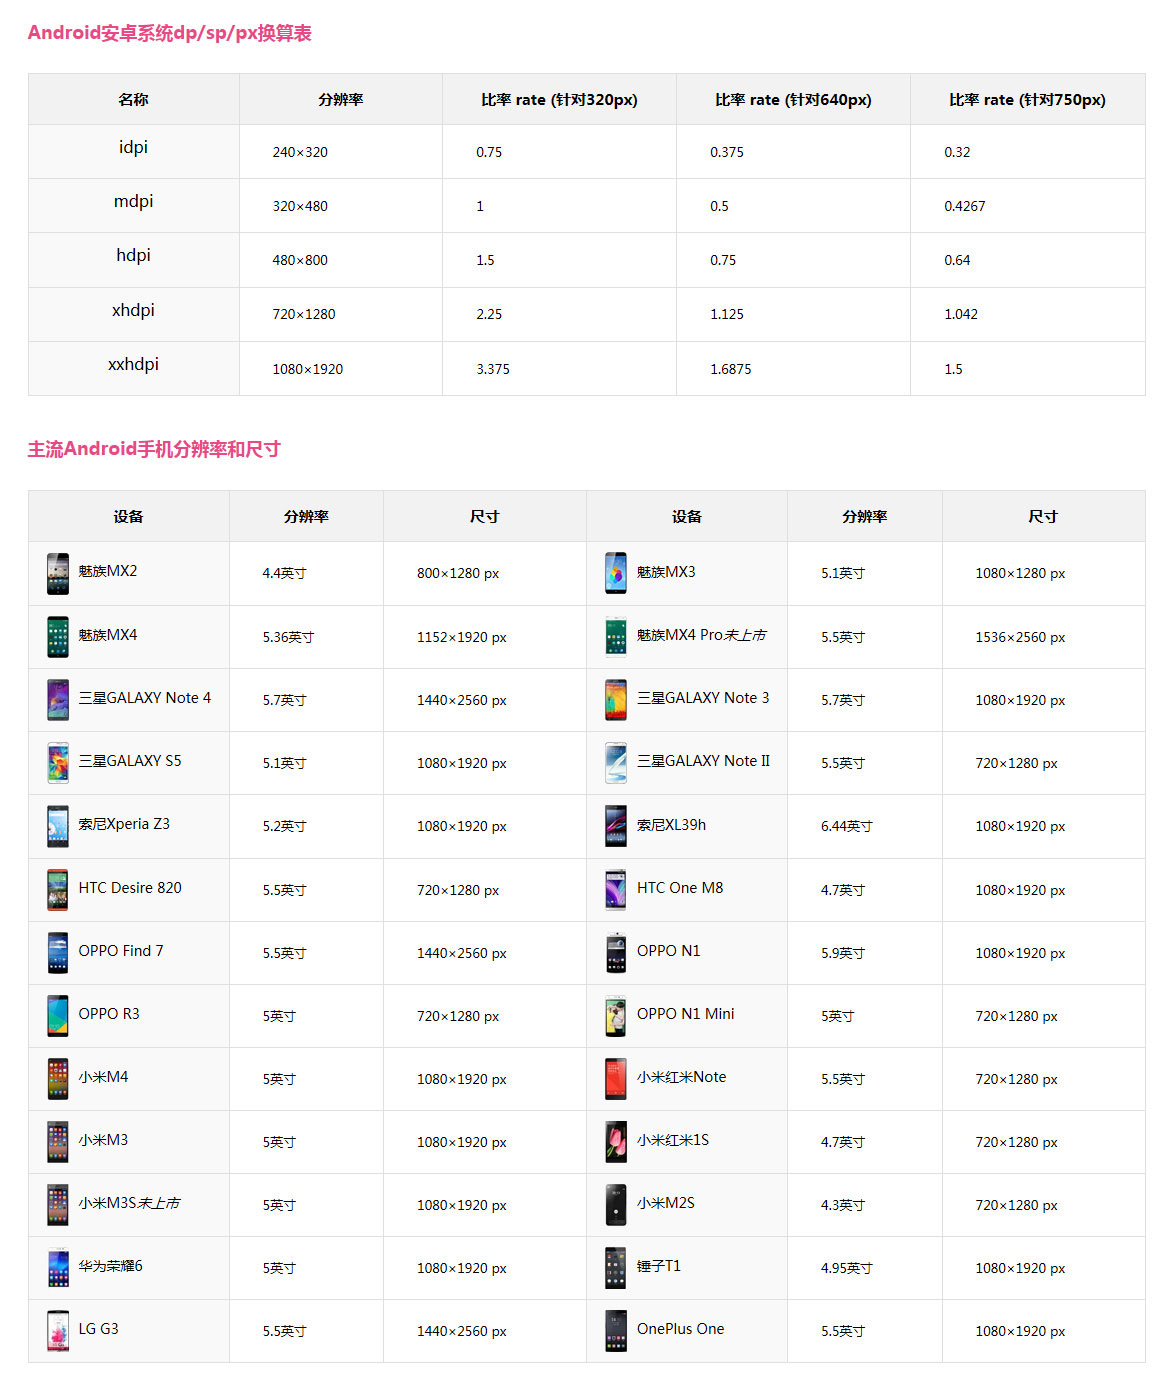 Android安卓系统dp/sp/px换算表
名称 分辨率 比率 rate (针对320px) 比率 rate (针对640px) 比率 rate (针对750px)
idpi 240×320 0.75 0.375 0.32
mdpi 320×480 1 0.5 0.4267
hdpi 480×800 1.5 0.75 0.64
xhdpi 720×1280 2.25 1.125 1.042
xxhdpi 1080×1920 3.375 1.6875 1.5
主流Android手机分辨率和尺寸
设备 分辨率 尺寸 设备 分辨率 尺寸
魅族MX2 4.4英寸 800×1280 px 魅族MX3 5.1英寸 1080×1280 px
魅族MX4 5.36英寸 1152×1920 px 魅族MX4 Pro未上市 5.5英寸 1536×2560 px
三星GALAXY Note 4 5.7英寸 1440×2560 px 三星GALAXY Note 3 5.7英寸 1080×1920 px
三星GALAXY S5 5.1英寸 1080×1920 px 三星GALAXY Note II 5.5英寸 720×1280 px
索尼Xperia Z3 5.2英寸 1080×1920 px 索尼XL39h 6.44英寸 1080×1920 px
HTC Desire 820 5.5英寸 720×1280 px HTC One M8 4.7英寸 1080×1920 px
OPPO Find 7 5.5英寸 1440×2560 px OPPO N1 5.9英寸 1080×1920 px
OPPO R3 5英寸 720×1280 px OPPO N1 Mini 5英寸 720×1280 px
小米M4 5英寸 1080×1920 px 小米红米Note 5.5英寸 720×1280 px
小米M3 5英寸 1080×1920 px 小米红米1S 4.7英寸 720×1280 px
小米M3S未上市 5英寸 1080×1920 px 小米M2S 4.3英寸 720×1280 px
华为荣耀6 5英寸 1080×1920 px 锤子T1 4.95英寸 1080×1920 px
LG G3 5.5英寸 1440×2560 px OnePlus One 5.5英寸 1080×1920 px